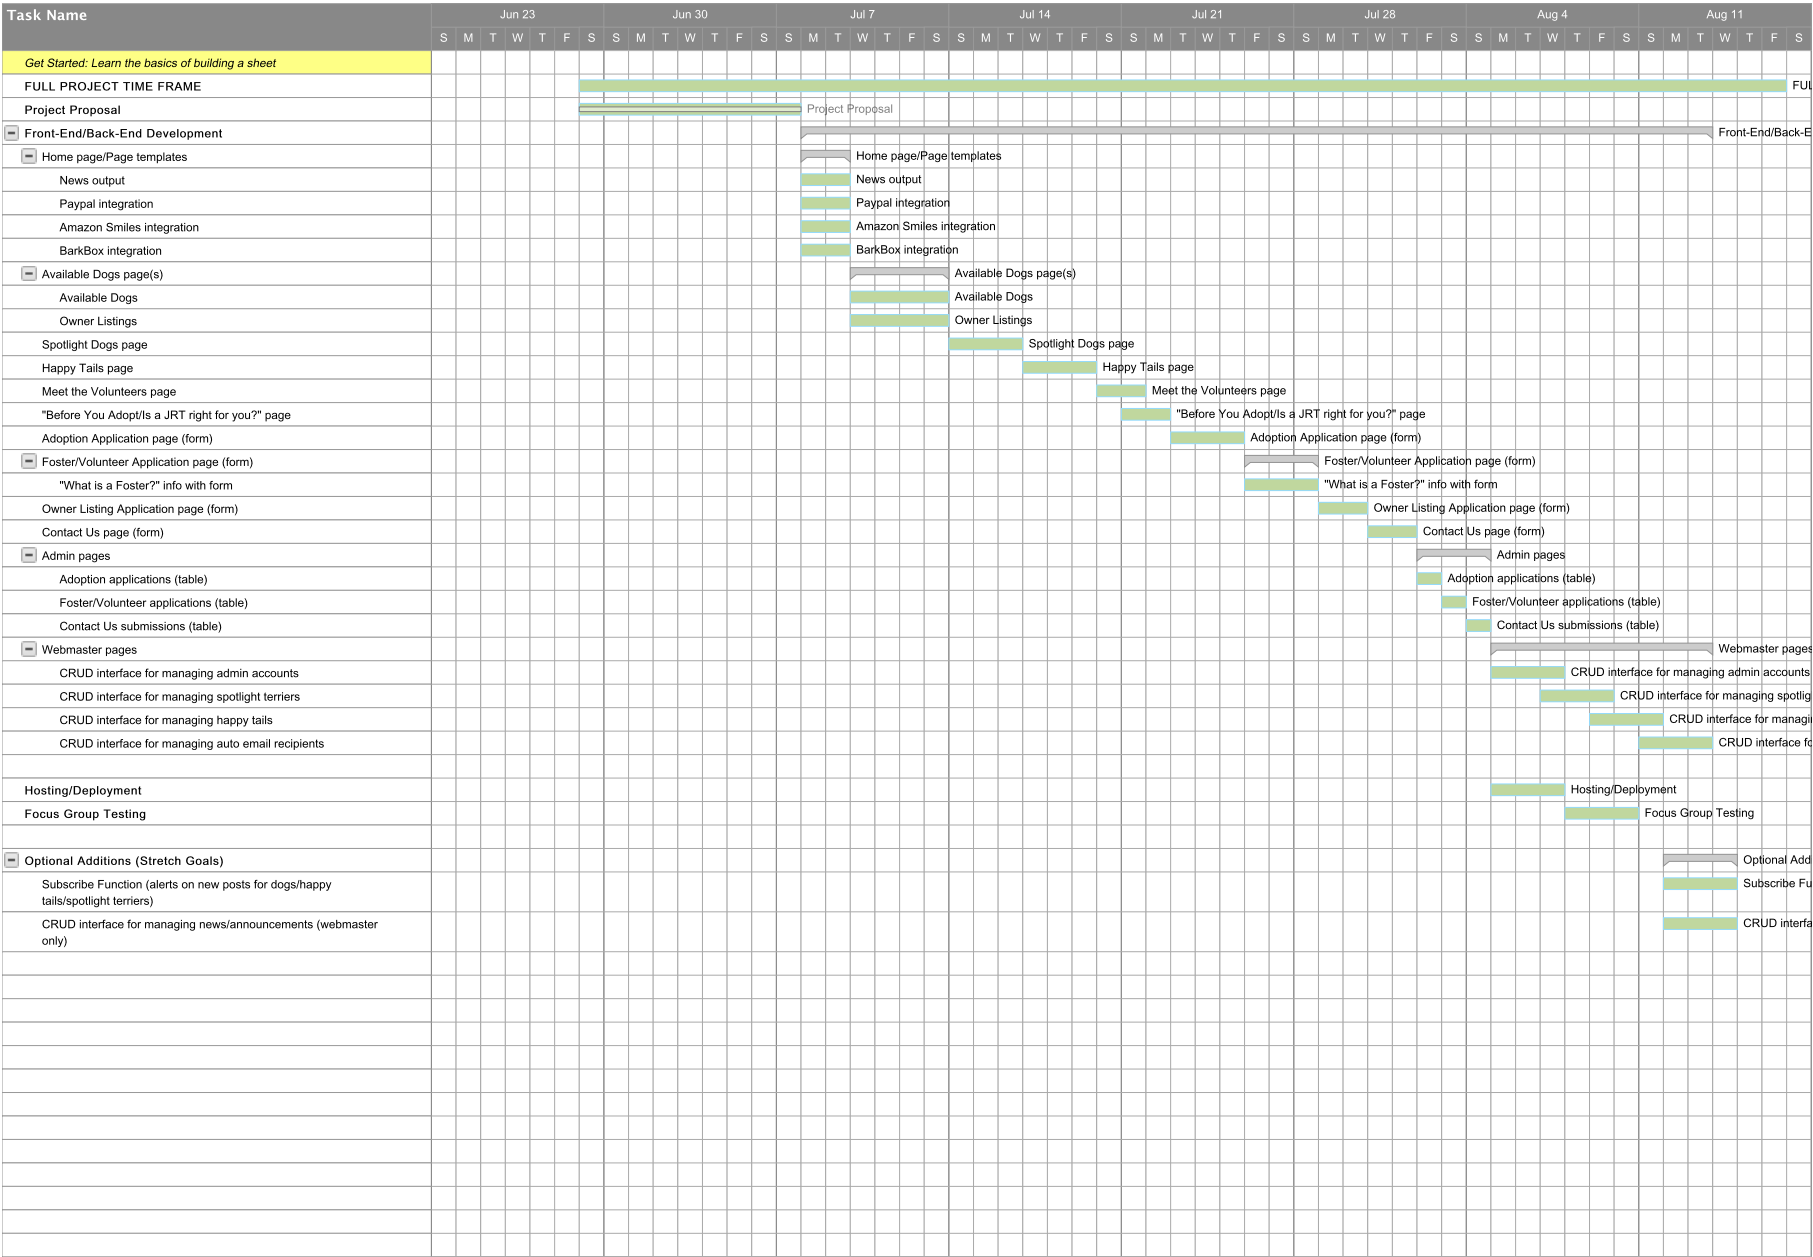 Task Name
Jun 23 Jun 30 Jul 7 Jul 14 Jul 21 Jul 28 Aug 4 Aug 11
S M T W T F S S M T W T F S S M T W T F S S M T W T F S S M T W T F S S M T W T F S S M T W T F S S M T W T F S
Get Started: Learn the basics of building a sheet
FULL PROJECT TIME FRAME FUL
Project Proposal Project Proposal
Front-End/Back-End Development Front-End/Back-E
Home page/Page templates Home page/Page templates
News output News output
Paypal integration Paypal integration
Amazon Smiles integration Amazon Smiles integration
BarkBox integration BarkBox integration
Available Dogs page(s) Available Dogs page(s)
Available Dogs Available Dogs
Owner Listings Owner Listings
Spotlight Dogs page Spotlight Dogs page
Happy Tails page Happy Tails page
Meet the Volunteers page Meet the Volunteers page
"Before You Adopt/Is a JRT right for you?" page "Before You Adopt/Is a JRT right for you?" page
Adoption Application page (form) Adoption Application page (form)
Foster/Volunteer Application page (form) Foster/Volunteer Application page (form)
"What is a Foster?" info with form "What is a Foster?" info with form
Owner Listing Application page (form) Owner Listing Application page (form)
Contact Us page (form) Contact Us page (form)
Admin pages Admin pages
Adoption applications (table) Adoption applications (table)
Foster/Volunteer applications (table) Foster/Volunteer applications (table)
Contact Us submissions (table) Contact Us submissions (table)
Webmaster pages Webmaster pages
CRUD interface for managing admin accounts CRUD interface for managing admin accounts
CRUD interface for managing spotlight terriers CRUD interface for managing spotlig
CRUD interface for managing happy tails CRUD interface for managi
CRUD interface for managing auto email recipients CRUD interface fo
Hosting/Deployment Hosting/Deployment
Focus Group Testing Focus Group Testing
Optional Additions (Stretch Goals) Optional Add
Subscribe Function (alerts on new posts for dogs/happy Subscribe Fu
tails/spotlight terriers)
CRUD interface for managing news/announcements (webmaster CRUD interfa
only)